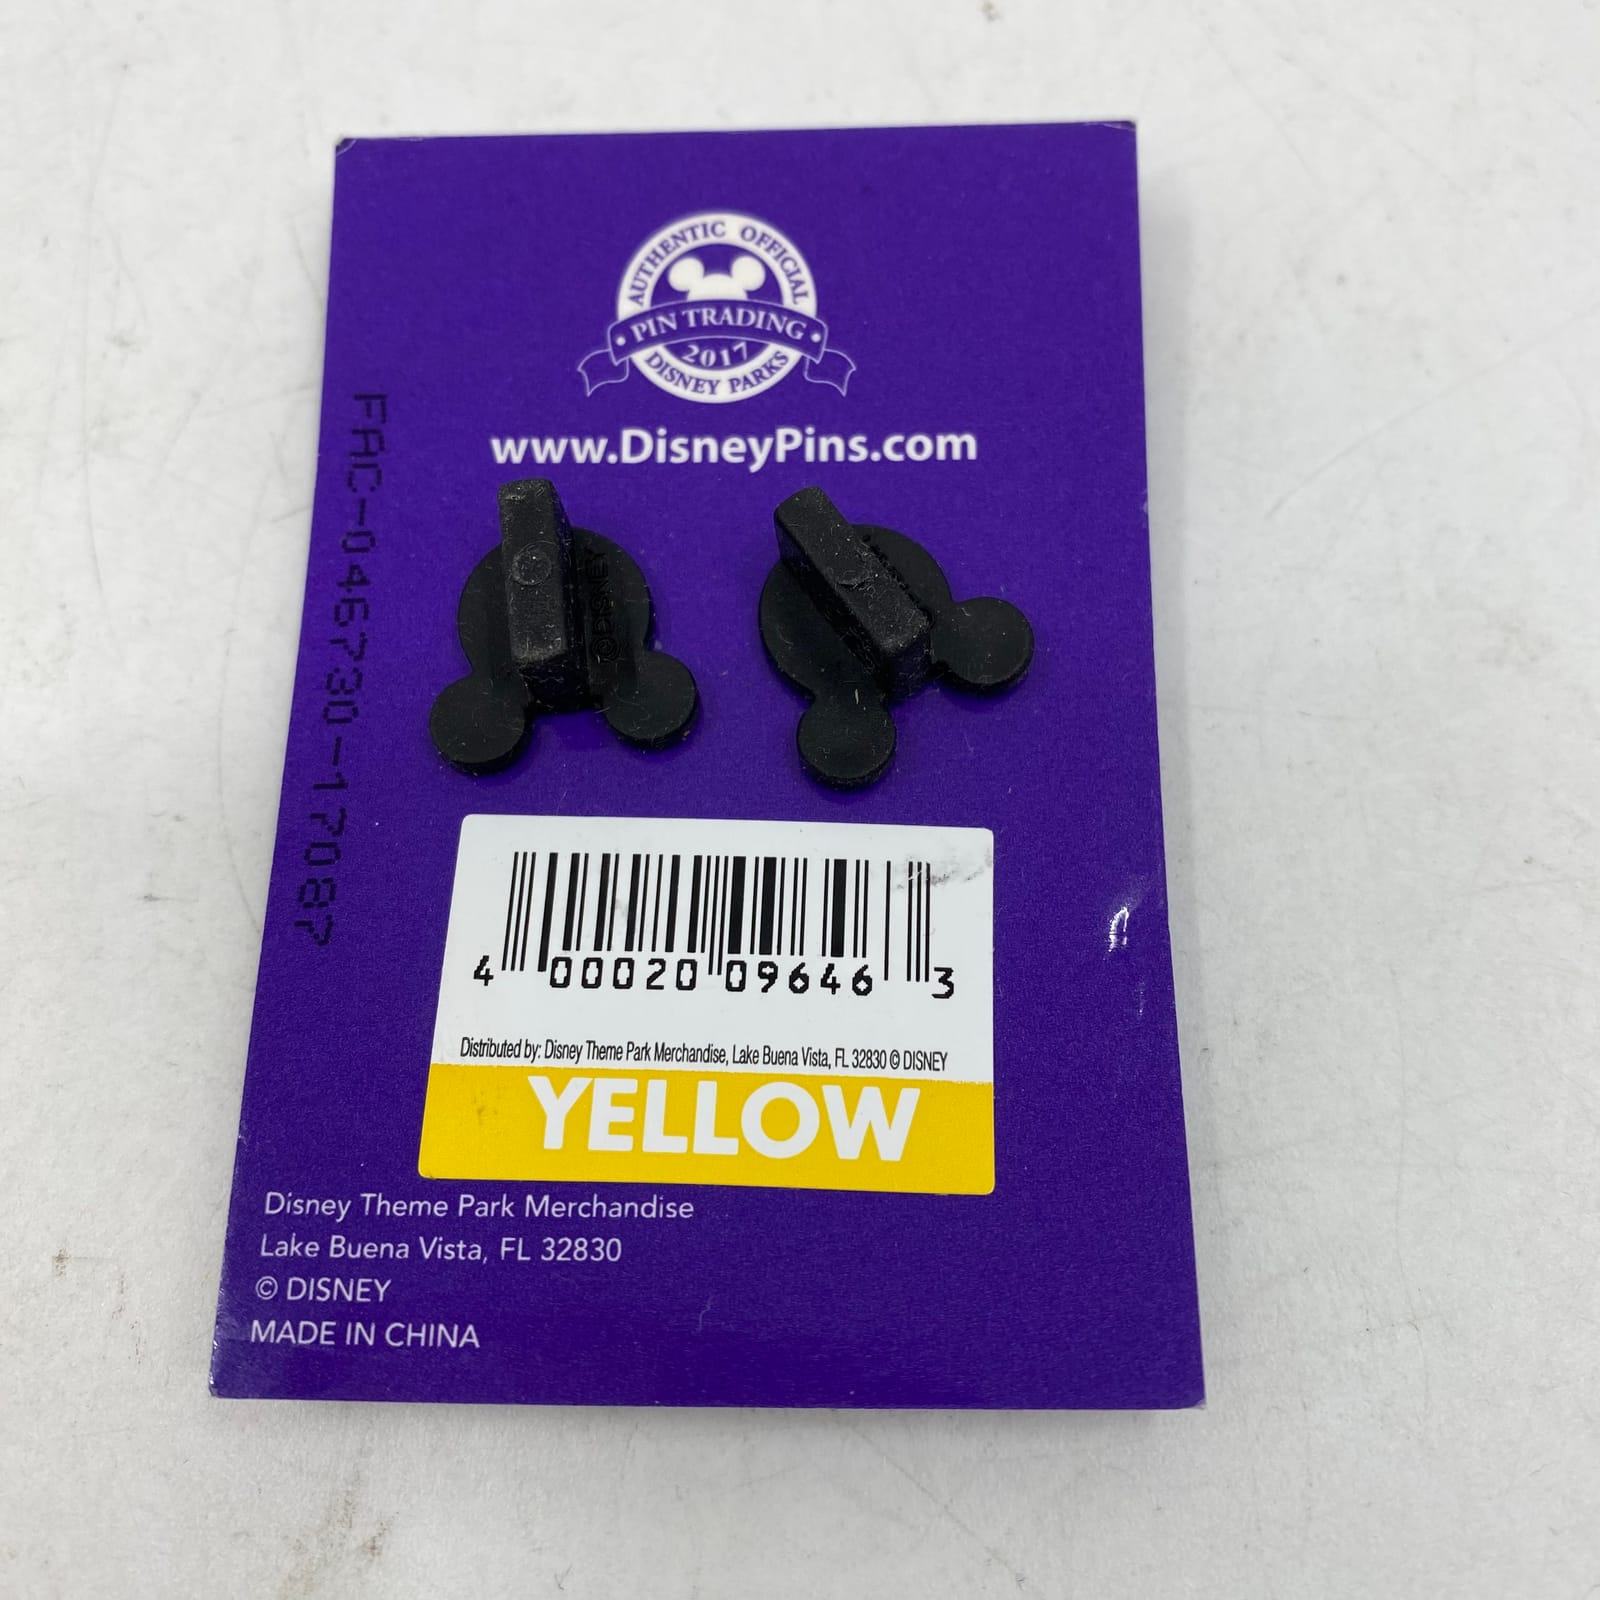 AUTHENTIC OFFICIAL
PIN TRADING
2017
DISNEY PARKS
www.DisneyPins.com
FAC-046730-17087
© DISNEY
4 00020 09646 3
Distributed by: Disney Theme Park Merchandise, Lake Buena Vista, FL 32830 © DISNEY
YELLOW
Disney Theme Park Merchandise
Lake Buena Vista, FL 32830
© DISNEY
MADE IN CHINA